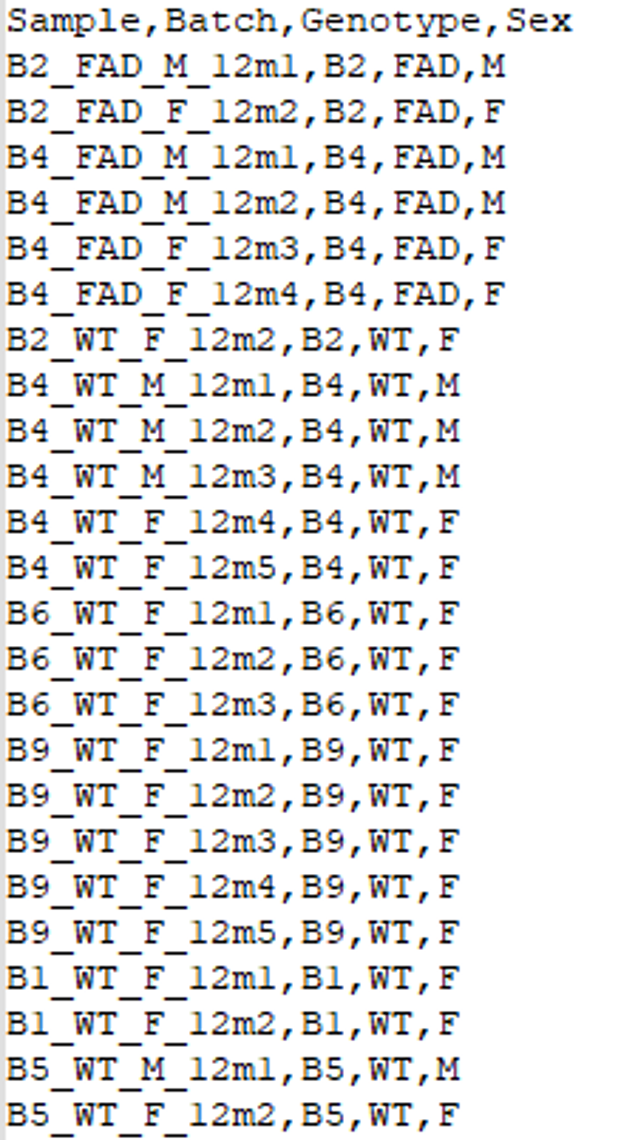 Sample,Batch,Genotype,Sex
B2_FAD_M_12m1,B2,FAD,M
B2_FAD_F_12m2,B2,FAD,F
B4_FAD_M_12m1,B4,FAD,M
B4_FAD_M_12m2,B4,FAD,M
B4_FAD_F_12m3,B4,FAD,F
B4_FAD_F_12m4,B4,FAD,F
B2_WT_F_12m2,B2,WT,F
B4_WT_M_12m1,B4,WT,M
B4_WT_M_12m2,B4,WT,M
B4_WT_M_12m3,B4,WT,M
B4_WT_F_12m4,B4,WT,F
B4_WT_F_12m5,B4,WT,F
B6_WT_F_12m1,B6,WT,F
B6_WT_F_12m2,B6,WT,F
B6_WT_F_12m3,B6,WT,F
B9_WT_F_12m1,B9,WT,F
B9_WT_F_12m2,B9,WT,F
B9_WT_F_12m3,B9,WT,F
B9_WT_F_12m4,B9,WT,F
B9_WT_F_12m5,B9,WT,F
B1_WT_F_12m1,B1,WT,F
B1_WT_F_12m2,B1,WT,F
B5_WT_M_12m1,B5,WT,M
B5_WT_F_12m2,B5,WT,F